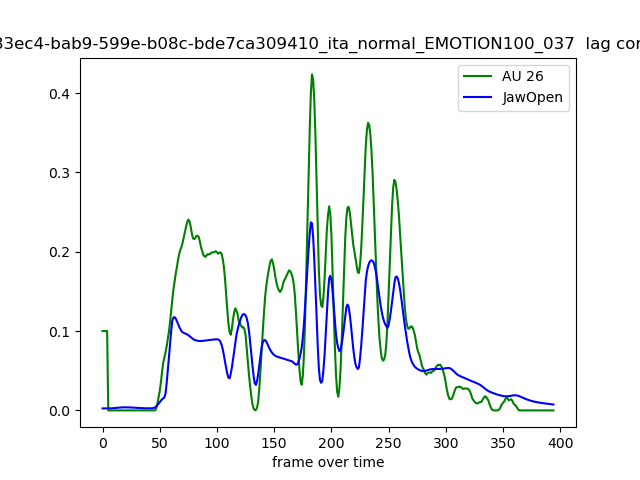 33ec4-bab9-599e-b08c-bde7ca309410_ita_normal_EMOTION100_037 lag cor
AU 26
JawOpen
0.4
0.3
0.2
0.1
0.0
0 50 100 150 200 250 300 350 400
frame over time